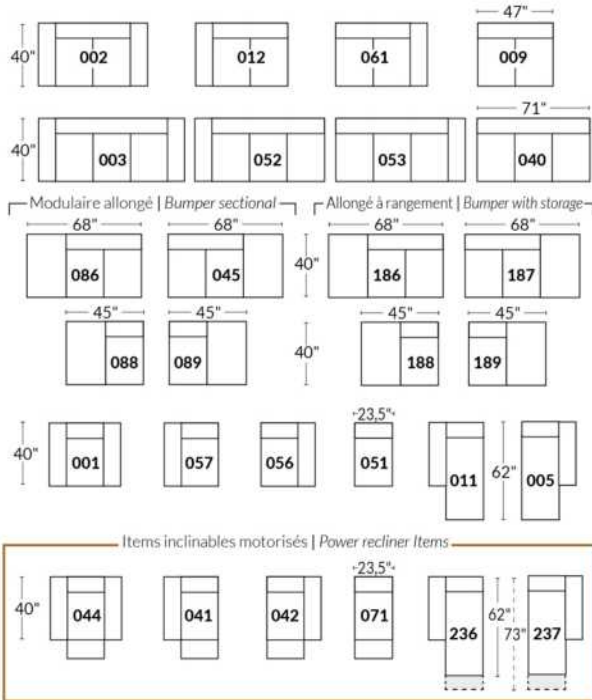 47"
40" 002 012 061 009
71"
40" 003 052 053 040
Modulaire allongé | Bumper sectional Allongé à rangement | Bumper with storage
68" 68" 68" 68"
086 045 40" 186 187
45" 45" 45" 45"
088 089 40" 188 189
23,5"
40" 001 057 056 051 011 62" 005
Items inclinables motorisés | Power recliner Items
23,5"
40" 044 041 042 071 236 62" 73" 237